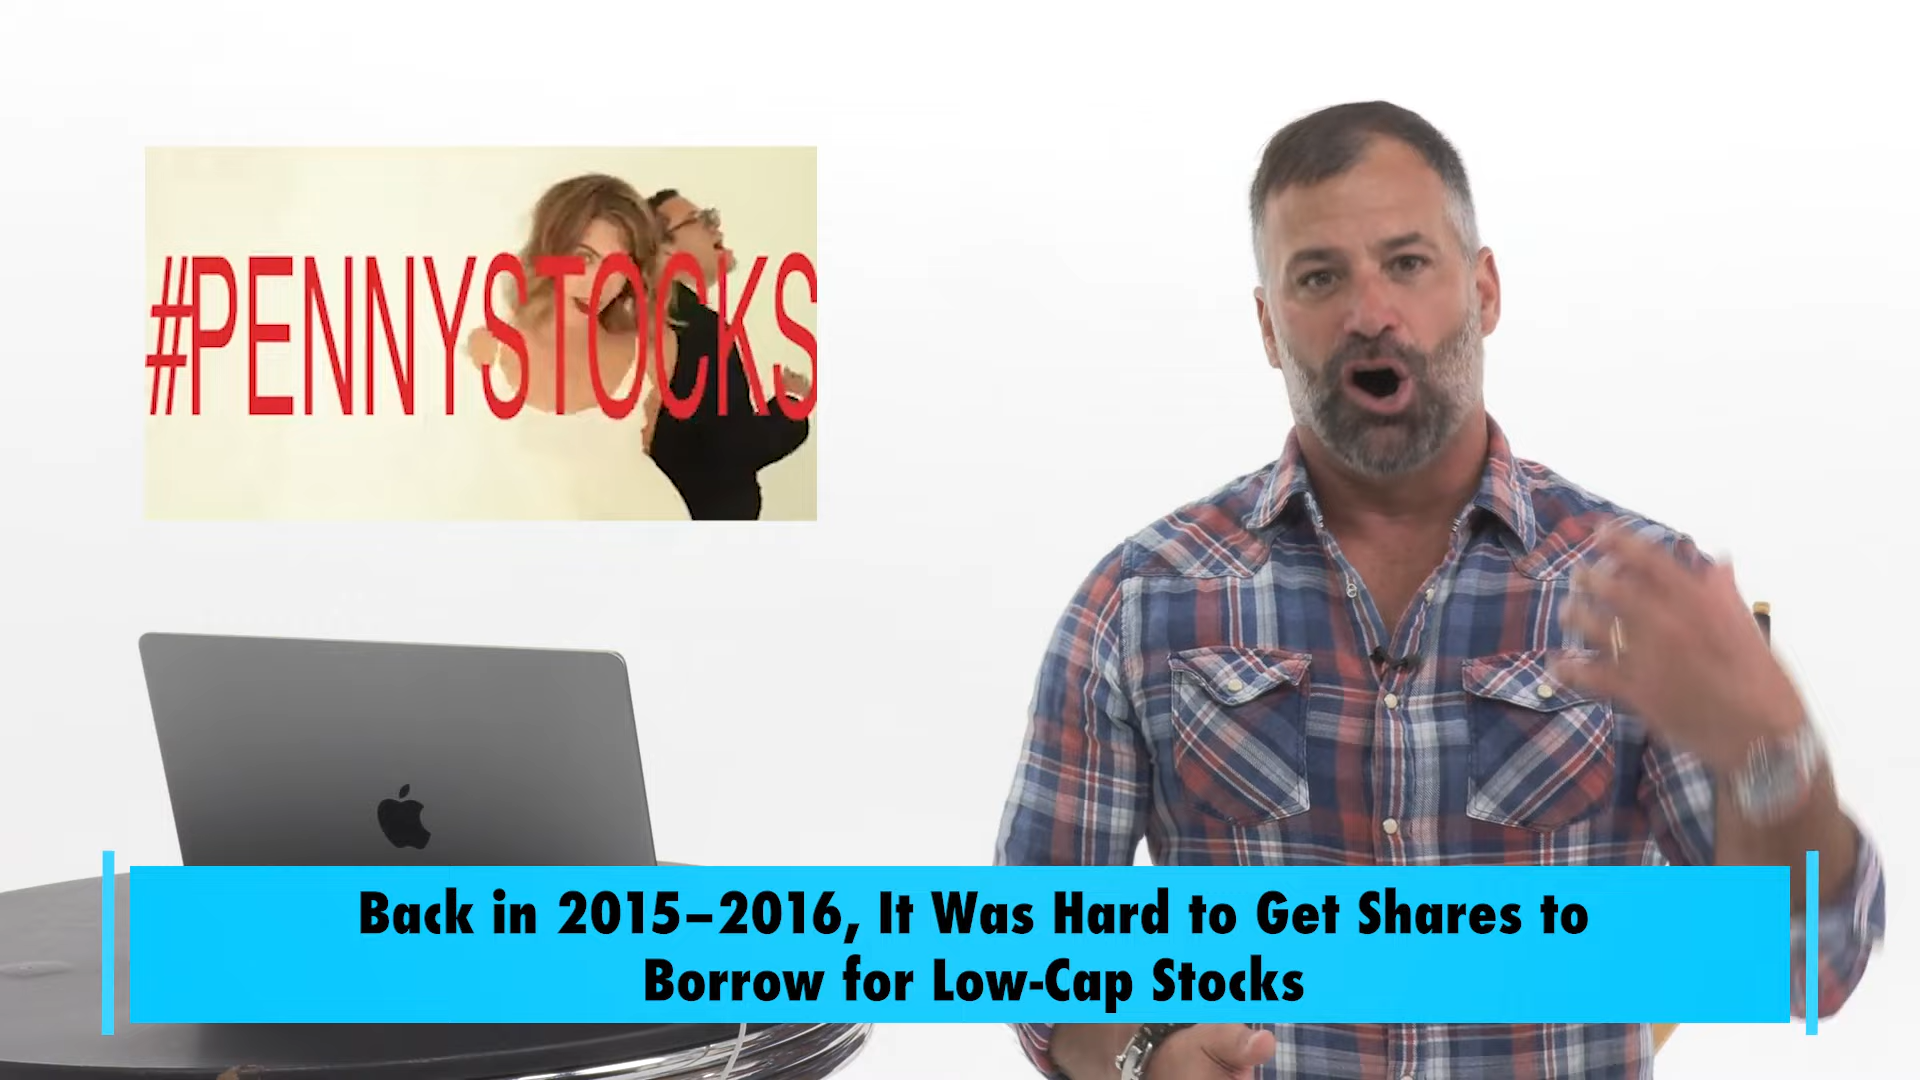 #PENNYSTOCKS
Back in 2015–2016, It Was Hard to Get Shares to
Borrow for Low-Cap Stocks